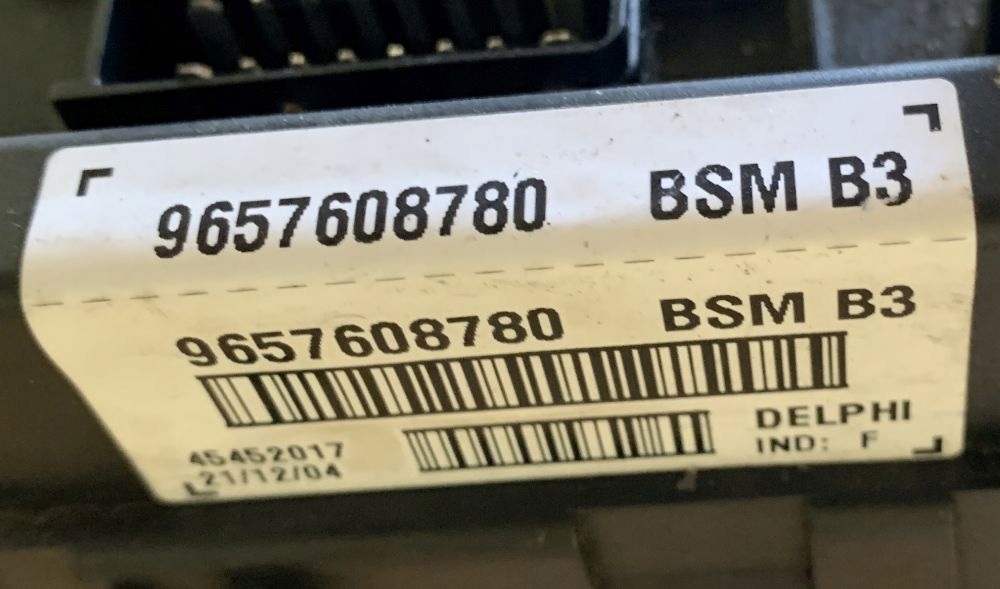 9657608780 BSM B3
9657608780 BSM B3
45452017 DELPHI
21/12/04 IND: F